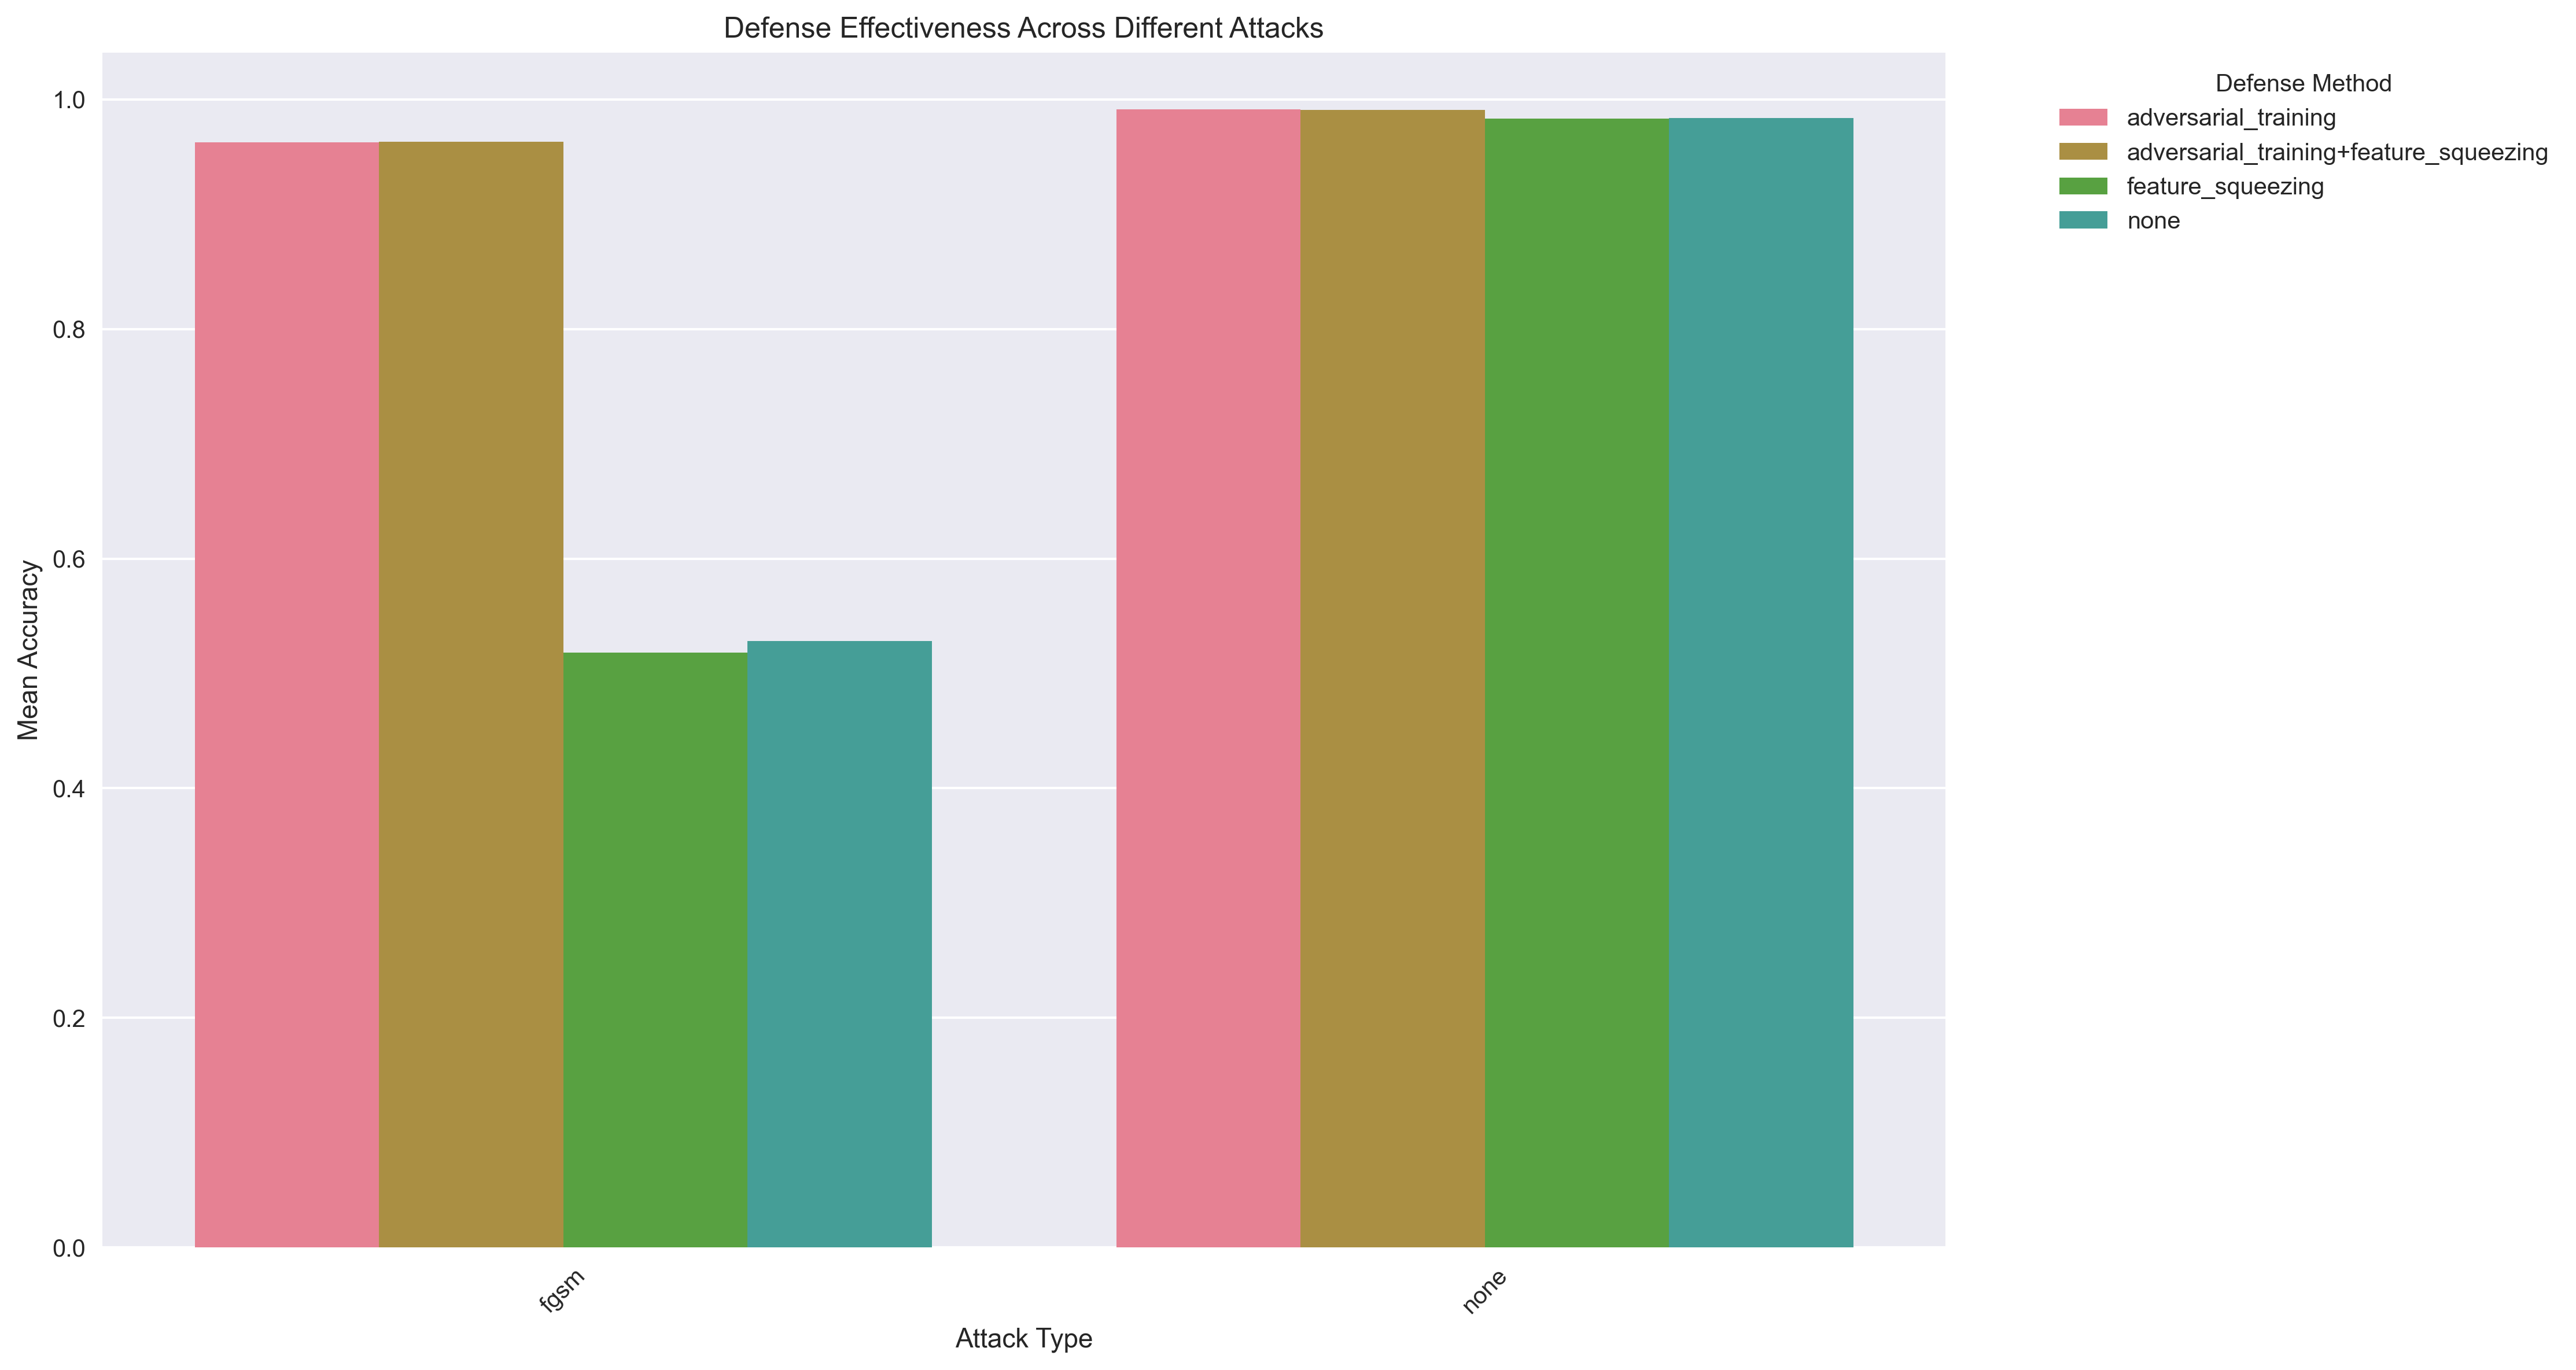 Defense Effectiveness Across Different Attacks
Mean Accuracy
1.0
0.8
0.6
0.4
0.2
0.0
fgsm
none
Attack Type
Defense Method
adversarial_training
adversarial_training+feature_squeezing
feature_squeezing
none